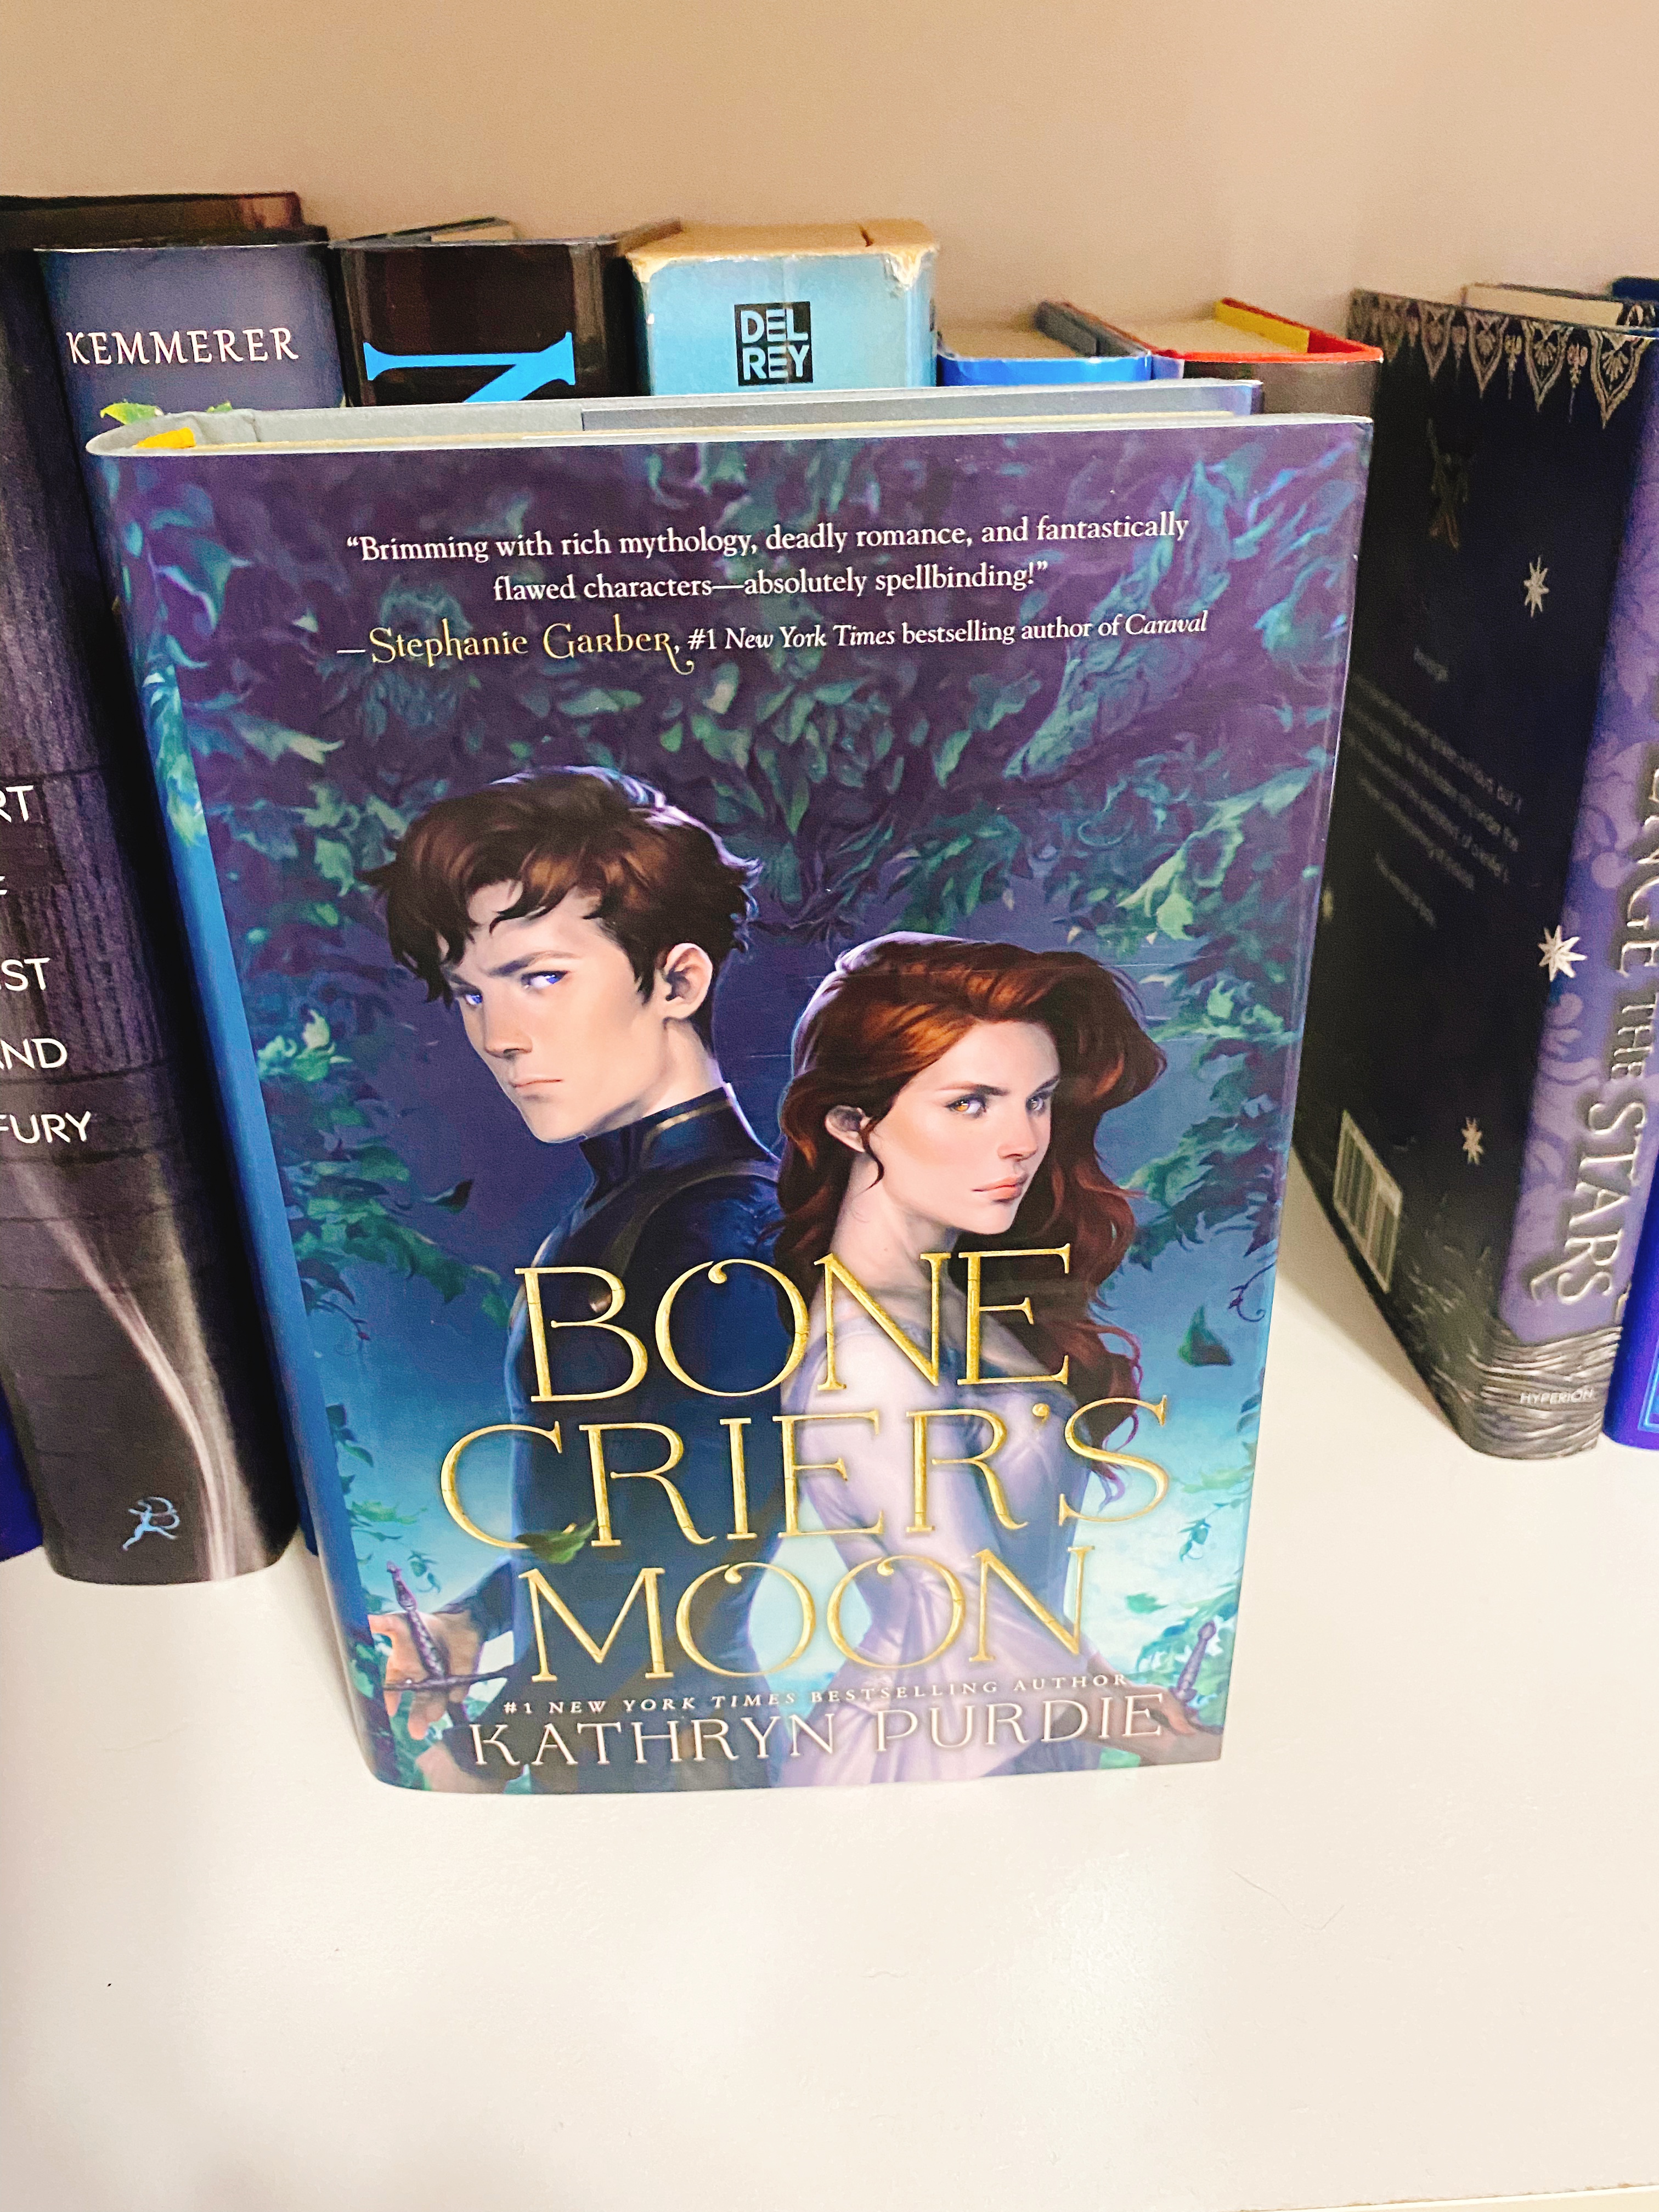 KEMMERER
N
DEL
REY
“Brimming with rich mythology, deadly romance, and fantastically
flawed characters—absolutely spellbinding!”
—Stephanie Garber, #1 New York Times bestselling author of Caraval
BONE
CRIER'S
MOON
#1 NEW YORK TIMES BESTSELLING AUTHOR
KATHRYN PURDIE
RT
ST
ND
FURY
NGE THE STARS
HYPERION